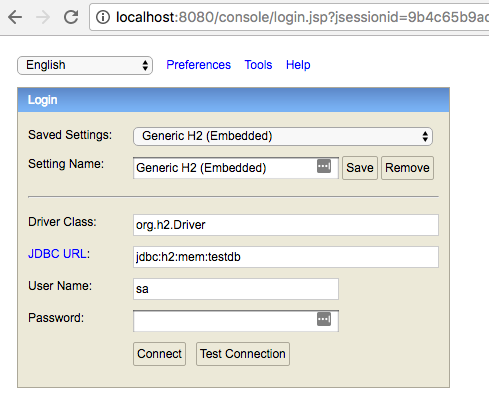 localhost:8080/console/login.jsp?jsessionid=9b4c65b9ad
English Preferences Tools Help
Login
Saved Settings: Generic H2 (Embedded)
Setting Name: Generic H2 (Embedded) Save Remove
Driver Class: org.h2.Driver
JDBC URL: jdbc:h2:mem:testdb
User Name: sa
Password:
Connect Test Connection